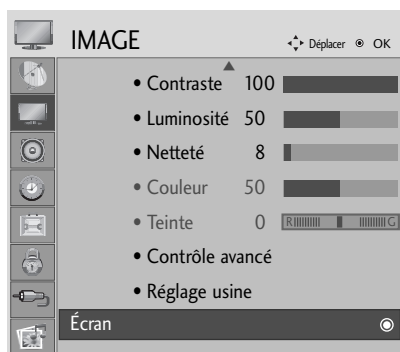 IMAGE
Déplacer OK
• Contraste 100
• Luminosité 50
• Netteté 8
• Couleur 50
• Teinte 0 R G
• Contrôle avancé
• Réglage usine
Écran